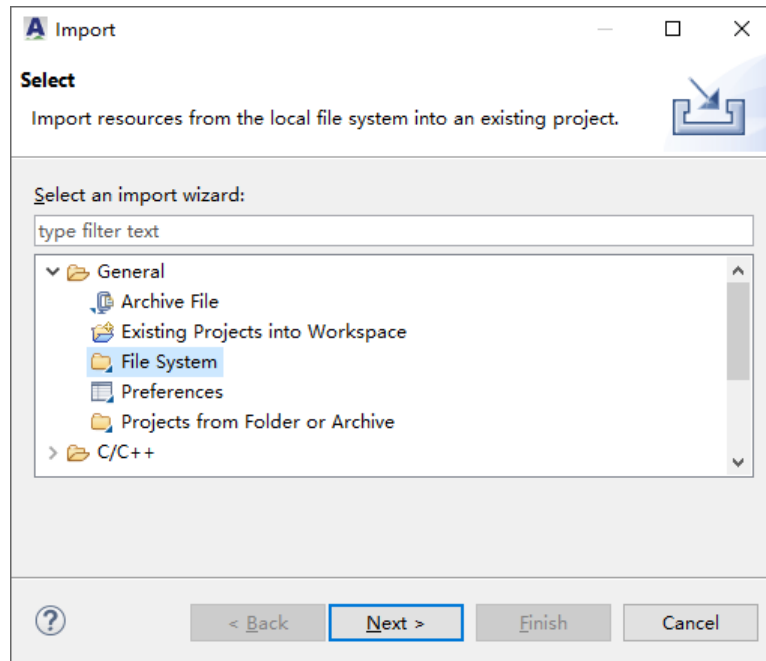 Import
Select
Import resources from the local file system into an existing project.
Select an import wizard:
type filter text
General
Archive File
Existing Projects into Workspace
File System
Preferences
Projects from Folder or Archive
C/C++
?
< Back
Next >
Finish
Cancel